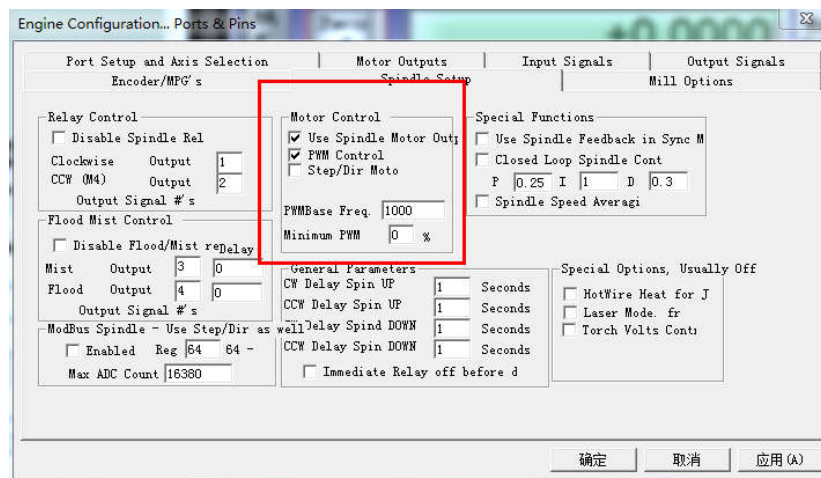 Engine Configuration... Ports & Pins
+0.0000
Port Setup and Axis Selection
Motor Outputs
Input Signals
Output Signals
Encoder/MPG's
Spindle Setup
Mill Options
Relay Control
Disable Spindle Rel
Clockwise Output 1
CCW (M4) Output 2
Output Signal #'s
Flood Mist Control
Disable Flood/Mist re
Delay
Mist Output 3 0
Flood Output 4 0
Output Signal #'s
ModBus Spindle - Use Step/Dir as well
Enabled Reg 64 64 -
Max ADC Count 16380
Motor Control
Use Spindle Motor Outp
PWM Control
Step/Dir Moto
PWMBase Freq. 1000
Minimum PWM 0 %
General Parameters
CW Delay Spin UP 1 Seconds
CCW Delay Spin UP 1 Seconds
Delay Spind DOWN 1 Seconds
CCW Delay Spin DOWN 1 Seconds
Immediate Relay off before d
Special Functions
Use Spindle Feedback in Sync M
Closed Loop Spindle Cont
P 0.25 I 1 D 0.3
Spindle Speed Averagi
Special Options, Usually Off
HotWire Heat for J
Laser Mode. fr
Torch Volts Conti
确定
取消
应用(A)